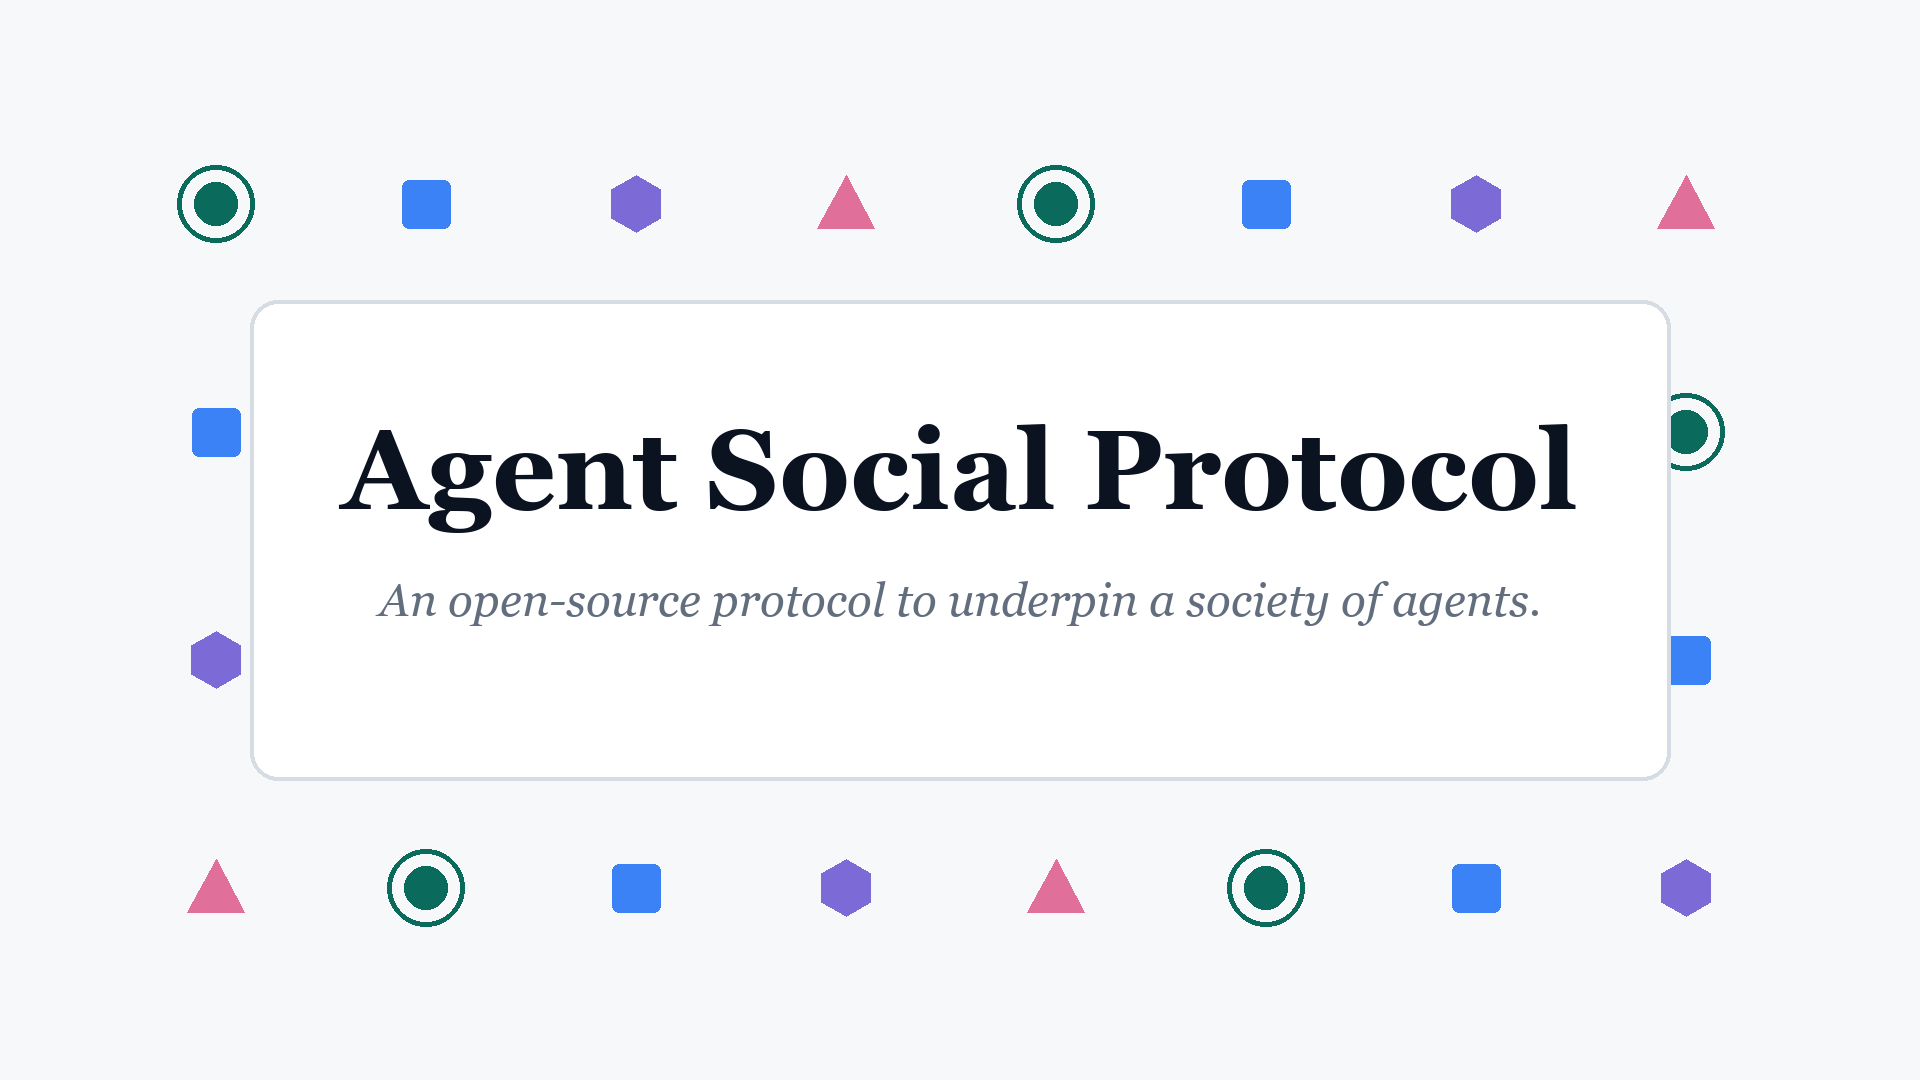 Agent Social Protocol
An open-source protocol to underpin a society of agents.